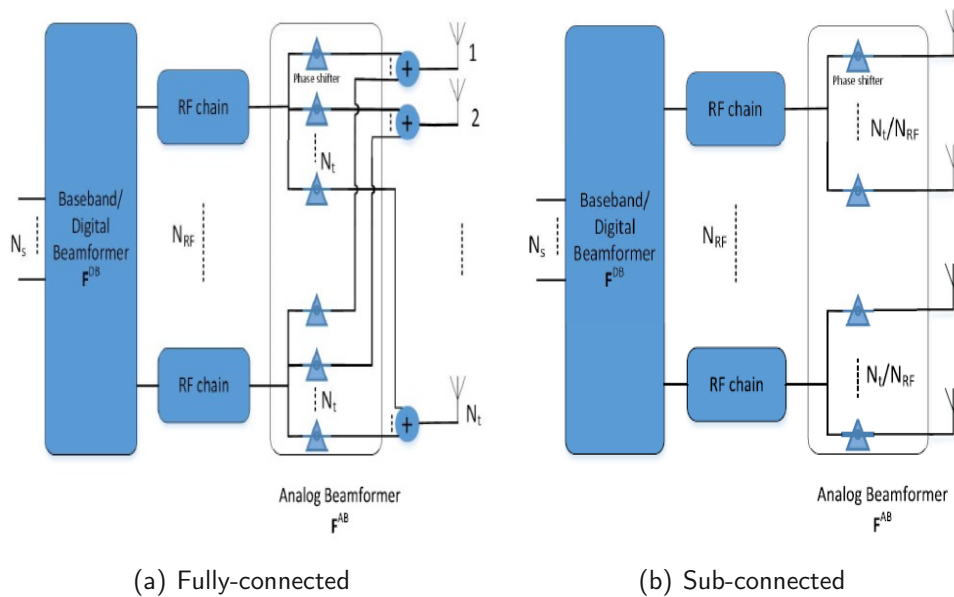 1
Phase shifter
RF chain
2
N_t
Baseband/
Digital
Beamformer
F^DB
N_s
N_RF
RF chain
N_t
N_t
Analog Beamformer
F^AB
(a) Fully-connected
Phase shifter
RF chain
N_t/N_RF
Baseband/
Digital
Beamformer
F^DB
N_s
N_RF
RF chain
N_t/N_RF
Analog Beamformer
F^AB
(b) Sub-connected